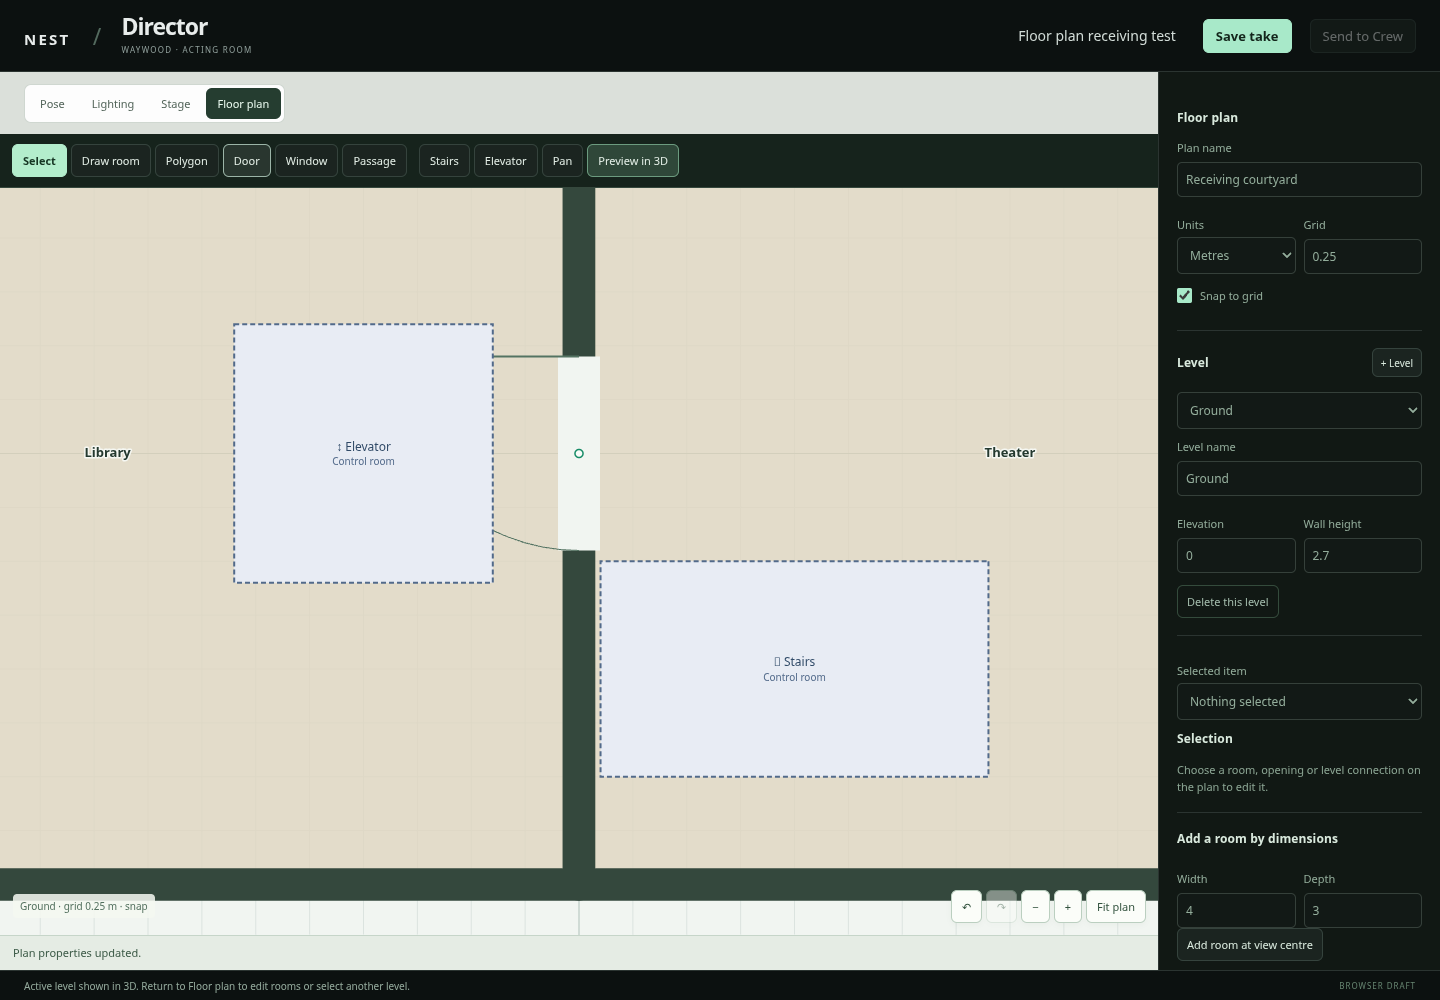 NEST / Director
WAYWOOD · ACTING ROOM
Floor plan receiving test
Save take
Send to Crew
Pose
Lighting
Stage
Floor plan
Select
Draw room
Polygon
Door
Window
Passage
Stairs
Elevator
Pan
Preview in 3D
Library
↕ Elevator
Control room
Theater
Stairs
Control room
Ground · grid 0.25 m · snap
↶
↷
−
+
Fit plan
Plan properties updated.
Floor plan
Plan name
Receiving courtyard
Units
Grid
Metres
0.25
Snap to grid
Level
+ Level
Ground
Level name
Ground
Elevation
Wall height
0
2.7
Delete this level
Selected item
Nothing selected
Selection
Choose a room, opening or level connection on
the plan to edit it.
Add a room by dimensions
Width
Depth
4
3
Add room at view centre
Active level shown in 3D. Return to Floor plan to edit rooms or select another level.
BROWSER DRAFT